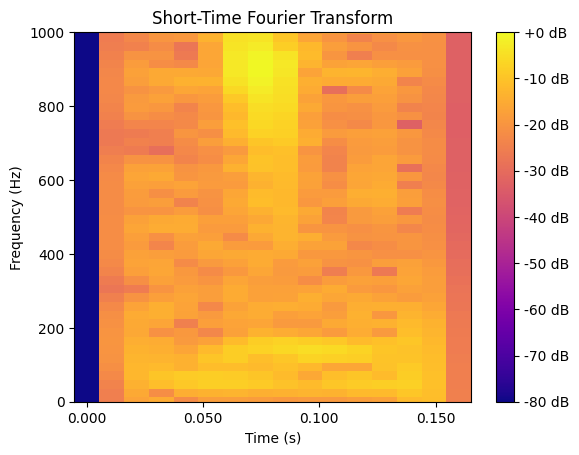 Short-Time Fourier Transform
1000
800
600
400
200
0
Frequency (Hz)
0.000
0.050
0.100
0.150
Time (s)
+0 dB
-10 dB
-20 dB
-30 dB
-40 dB
-50 dB
-60 dB
-70 dB
-80 dB